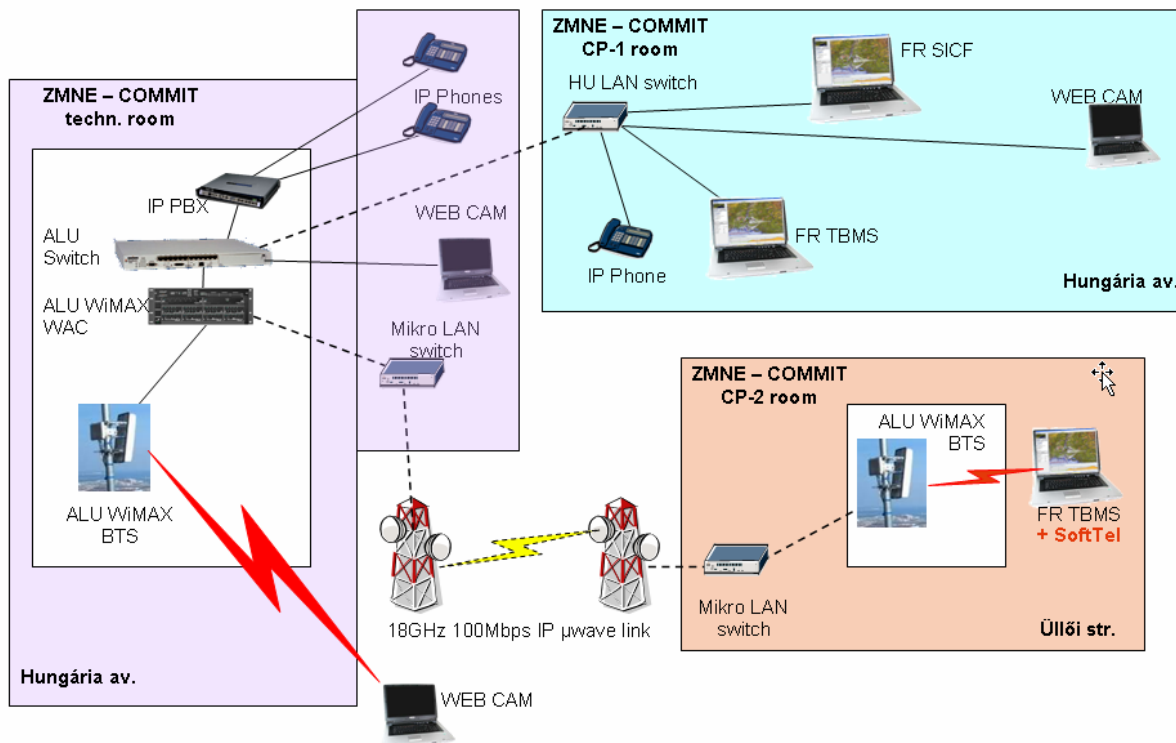 ZMNE – COMMIT
techn. room
IP Phones
IP PBX
ALU
Switch
WEB CAM
ALU WiMAX
WAC
Mikro LAN
switch
ALU WiMAX
BTS
Hungária av.
ZMNE – COMMIT
CP-1 room
HU LAN switch
FR SICF
WEB CAM
FR TBMS
IP Phone
Hungária av.
ZMNE – COMMIT
CP-2 room
ALU WiMAX
BTS
FR TBMS
+ SoftTel
Mikro LAN
switch
Üllői str.
18GHz 100Mbps IP µwave link
WEB CAM